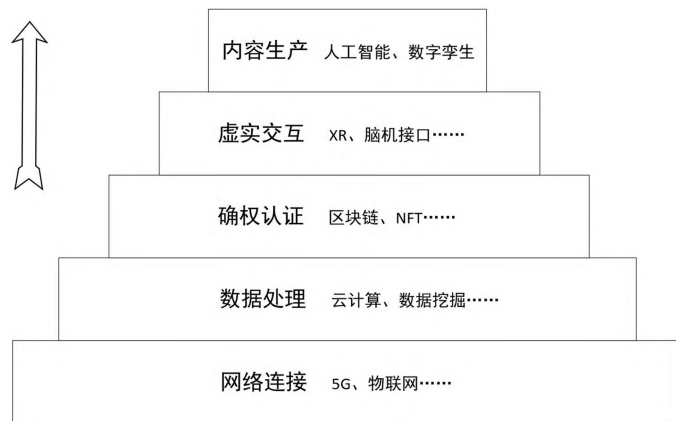 内容生产 人工智能、数字孪生
虚实交互 XR、脑机接口……
确权认证 区块链、NFT……
数据处理 云计算、数据挖掘……
网络连接 5G、物联网……